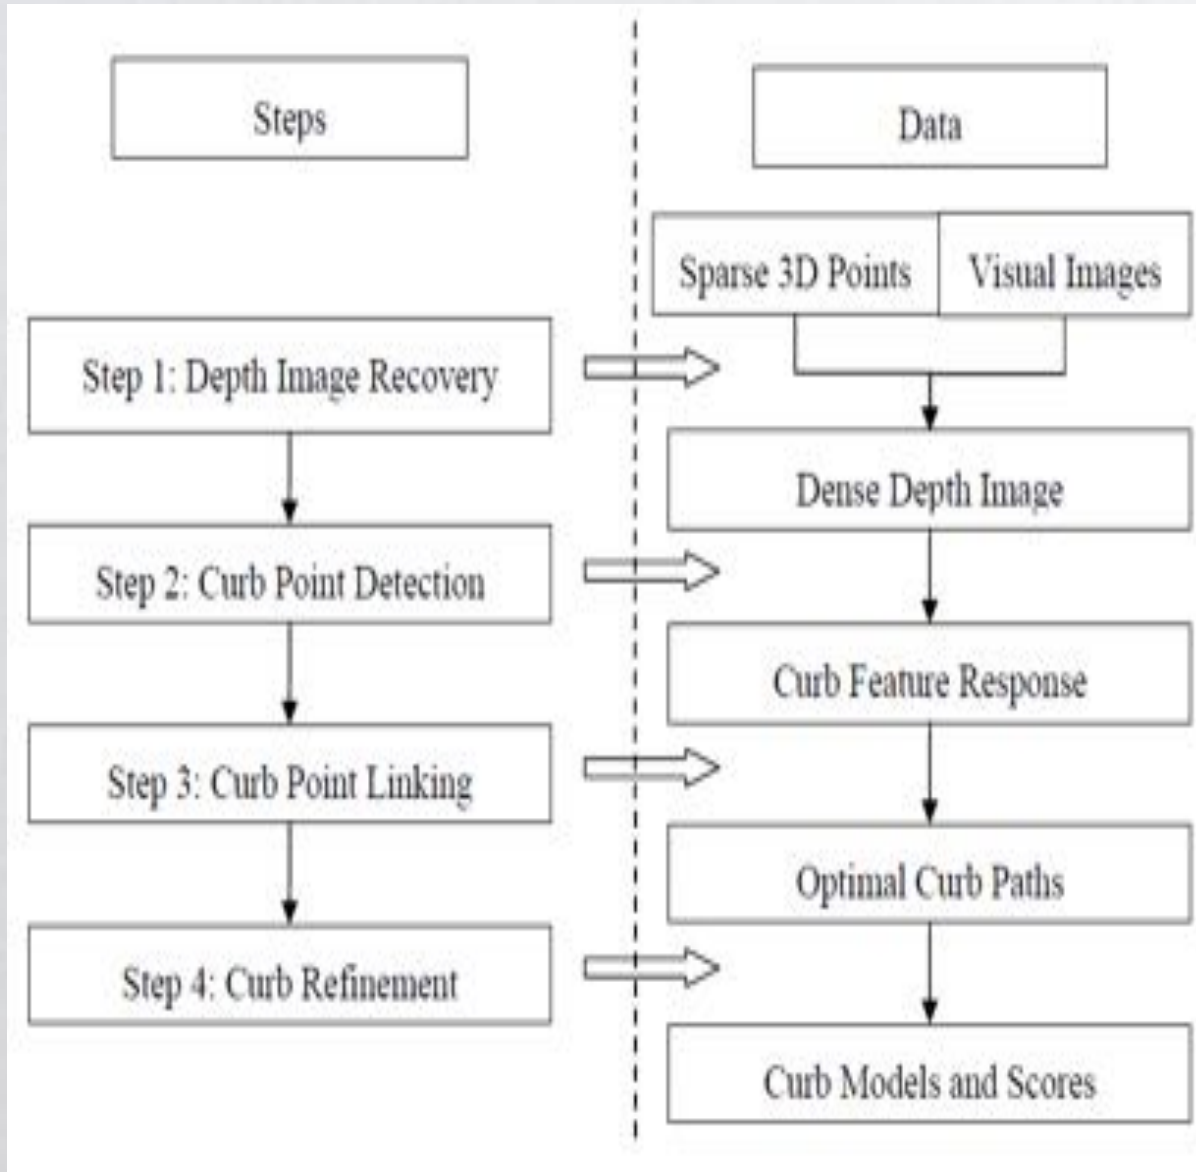 Steps
Data
Sparse 3D Points
Visual Images
Step 1: Depth Image Recovery
Dense Depth Image
Step 2: Curb Point Detection
Curb Feature Response
Step 3: Curb Point Linking
Optimal Curb Paths
Step 4: Curb Refinement
Curb Models and Scores